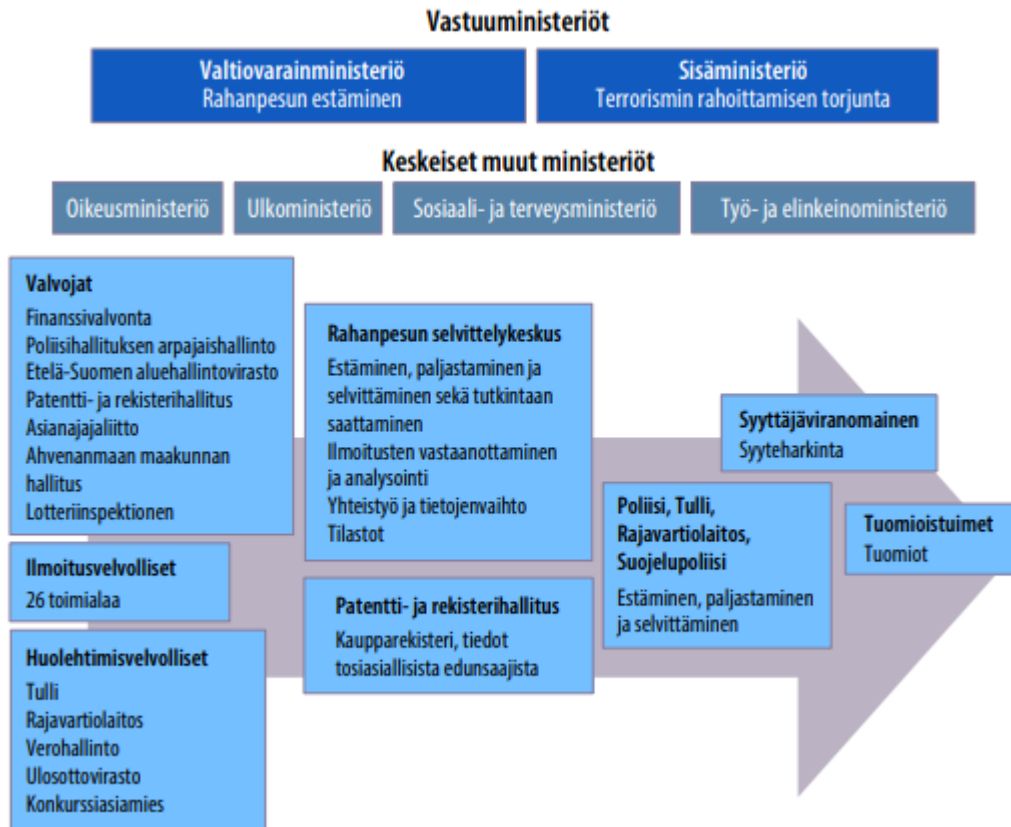 Vastuuministeriöt
Valtiovarainministeriö
Rahanpesun estäminen
Sisäministeriö
Terrorismin rahoittamisen torjunta
Keskeiset muut ministeriöt
Oikeusministeriö
Ulkoministeriö
Sosiaali- ja terveysministeriö
Työ- ja elinkeinoministeriö
Valvojat
Finanssivalvonta
Poliisihallituksen arpajaishallinto
Etelä-Suomen aluehallintovirasto
Patentti- ja rekisterihallitus
Asianajajaliitto
Ahvenanmaan maakunnan
hallitus
Lotteriinspektionen
Ilmoitusvelvolliset
26 toimialaa
Huolehtimisvelvolliset
Tulli
Rajavartiolaitos
Verohallinto
Ulosottovirasto
Konkurssiasiamies
Rahanpesun selvittelykeskus
Estäminen, paljastaminen ja
selvittäminen sekä tutkintaan
saattaminen
Ilmoitusten vastaanottaminen
ja analysointi
Yhteistyö ja tietojenvaihto
Tilastot
Patentti- ja rekisterihallitus
Kaupparekisteri, tiedot
tosiasiallisista edunsaajista
Syyttäjäviranomainen
Syyteharkinta
Poliisi, Tulli,
Rajavartiolaitos,
Suojelupoliisi
Estäminen, paljastaminen
ja selvittäminen
Tuomioistuimet
Tuomiot